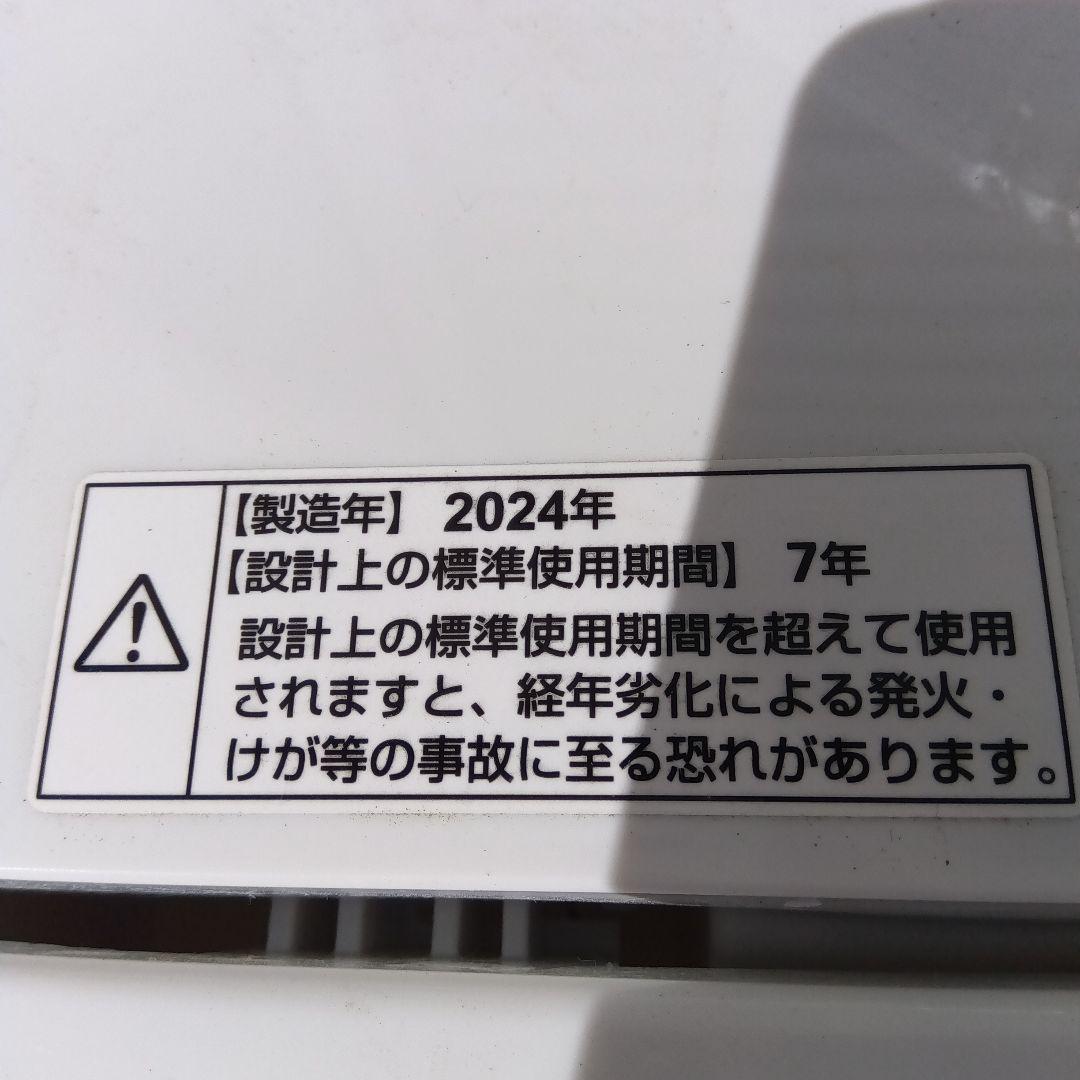 【製造年】 2024年
【設計上の標準使用期間】 7年
設計上の標準使用期間を超えて使用
されますと、経年劣化による発火・
けが等の事故に至る恐れがあります。